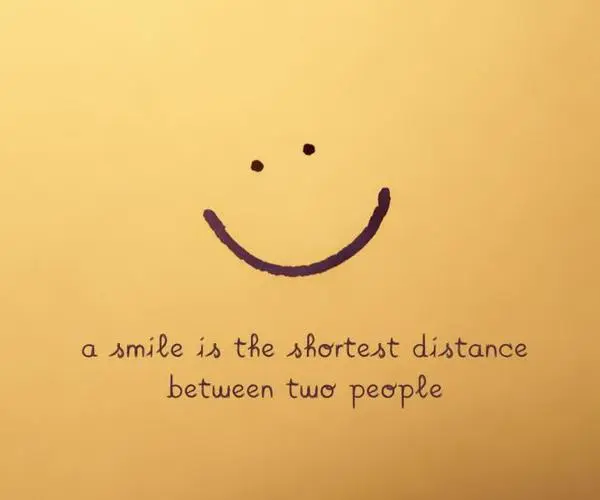 a smile is the shortest distance
between two people